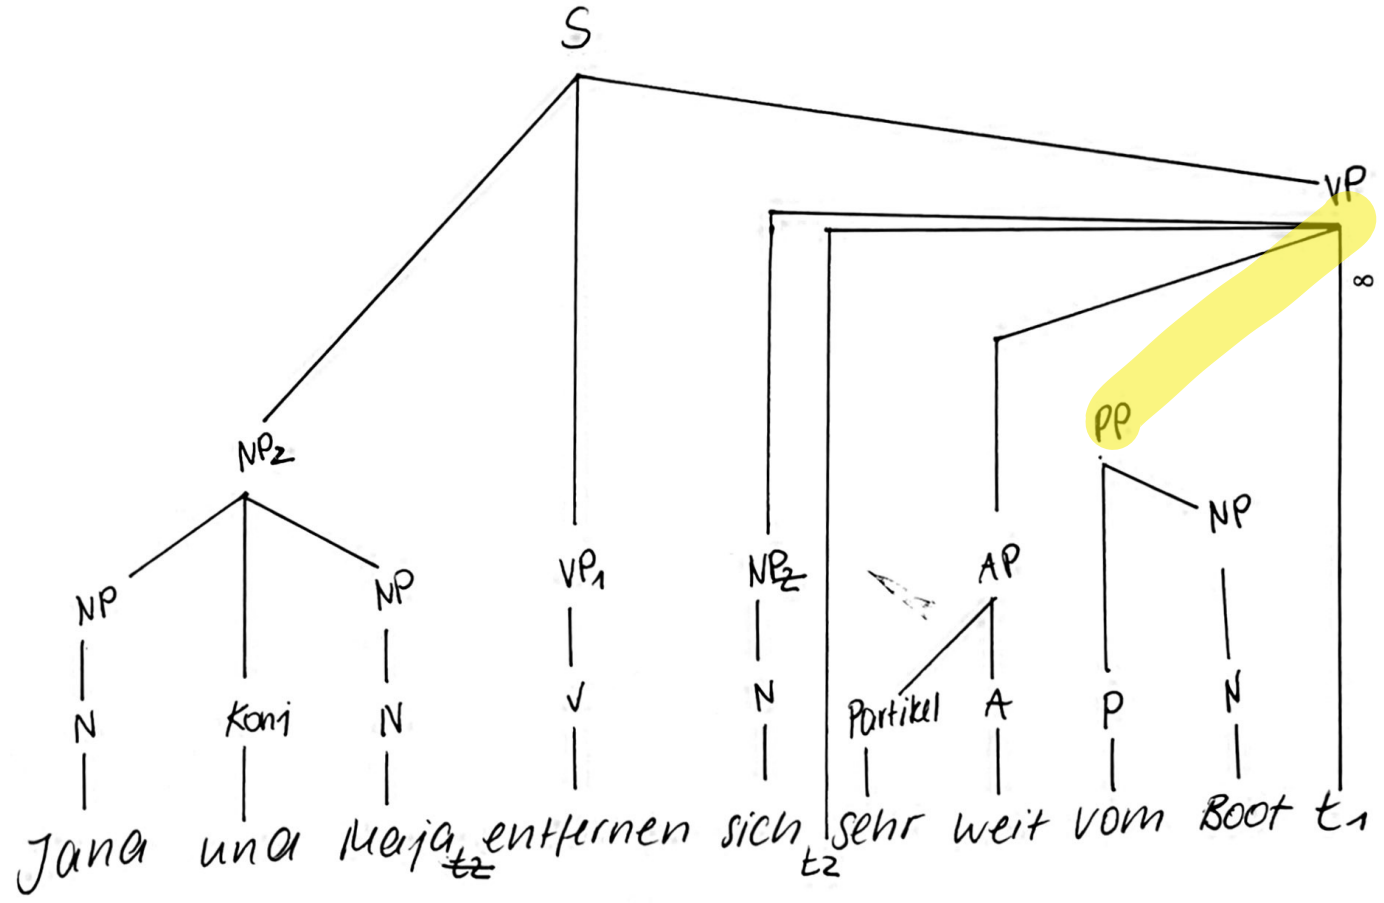 S
VP
∞
NP2
PP
NP
NP
NP
VP1
NP2
AP
N
Konj
N
V
N
Partikel
A
P
N
Jana und Maja t2 entfernen sich t2 sehr weit vom Boot t1